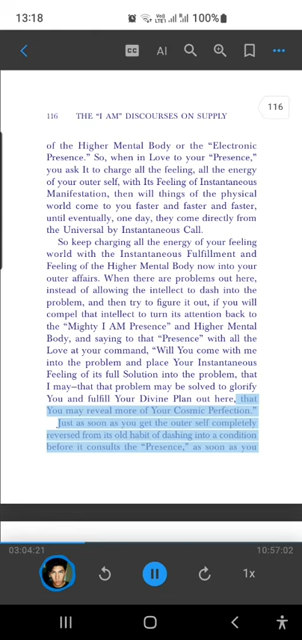 13:18
100%
CC
AI
116
116 THE “I AM” DISCOURSES ON SUPPLY
of the Higher Mental Body or the “Electronic
Presence.” So, when in Love to your “Presence,”
you ask It to charge all the feeling, all the energy
of your outer self, with Its Feeling of Instantaneous
Manifestation, then will things of the physical
world come to you faster and faster and faster,
until eventually, one day, they come directly from
the Universal by Instantaneous Call.
So keep charging all the energy of your feeling
world with the Instantaneous Fulfillment and
Feeling of the Higher Mental Body now into your
outer affairs. When there are problems out here,
instead of allowing the intellect to dash into the
problem, and then try to figure it out, if you will
compel that intellect to turn its attention back to
the “Mighty I AM Presence” and Higher Mental
Body, and saying to that “Presence” with all the
Love at your command, “Will You come with me
into the problem and place Your Instantaneous
Feeling of its full Solution into the problem, that
I may—that that problem may be solved to glorify
You and fulfill Your Divine Plan out here, that
You may reveal more of Your Cosmic Perfection.”
Just as soon as you get the outer self completely
reversed from its old habit of dashing into a condition
before it consults the “Presence,” as soon as you
03:04:21
10:57:02
1x